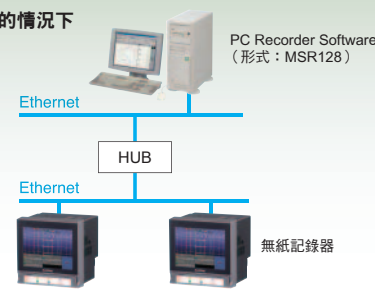 的情況下
PC Recorder Software
（形式：MSR128）
Ethernet
HUB
Ethernet
無紙記錄器